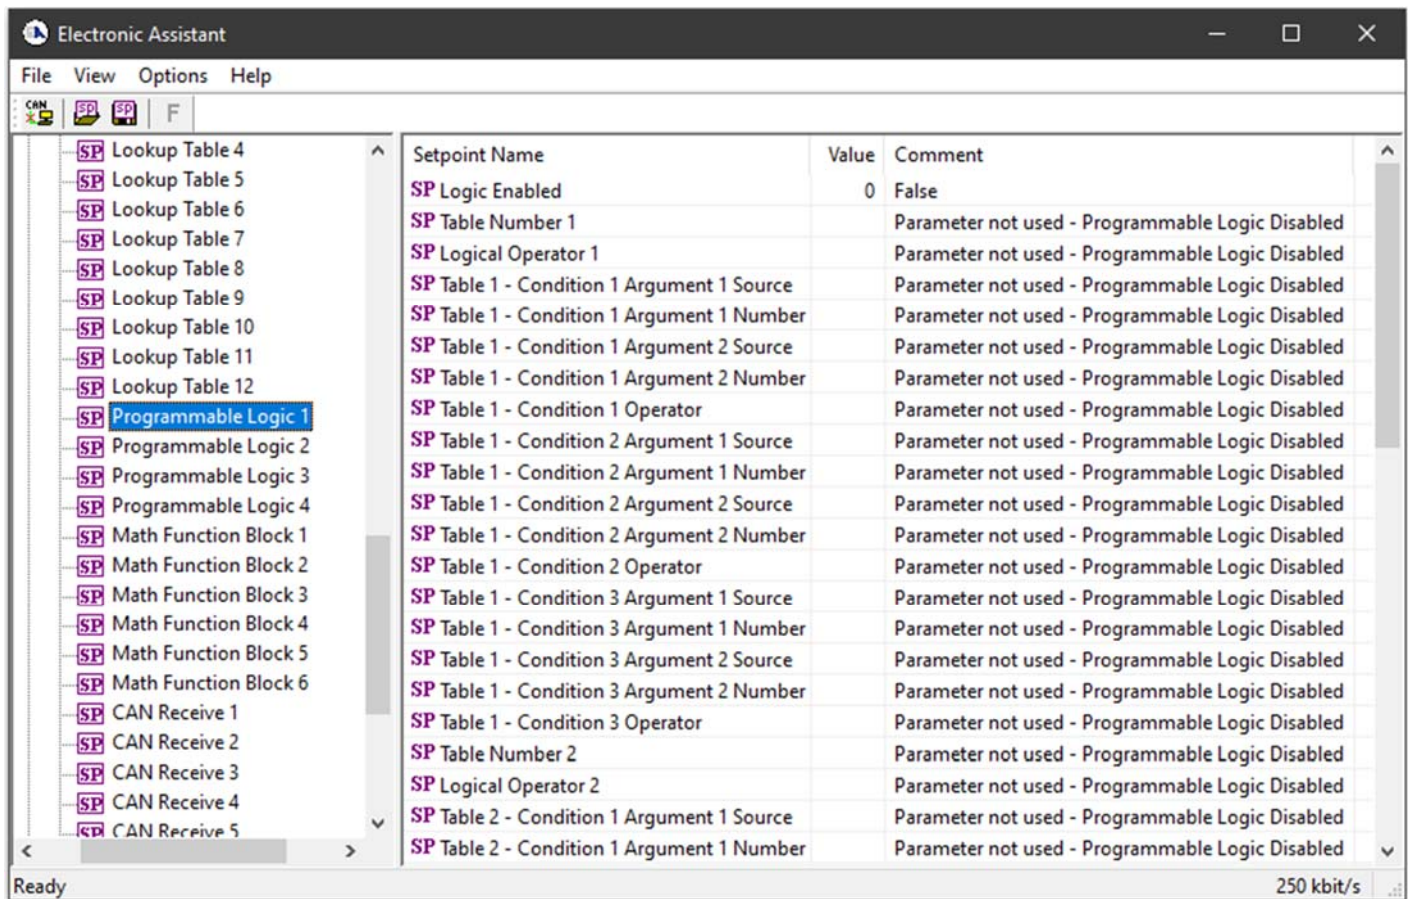 Electronic Assistant
File View Options Help
CAN SP SP F
SP Lookup Table 4
SP Lookup Table 5
SP Lookup Table 6
SP Lookup Table 7
SP Lookup Table 8
SP Lookup Table 9
SP Lookup Table 10
SP Lookup Table 11
SP Lookup Table 12
SP Programmable Logic 1
SP Programmable Logic 2
SP Programmable Logic 3
SP Programmable Logic 4
SP Math Function Block 1
SP Math Function Block 2
SP Math Function Block 3
SP Math Function Block 4
SP Math Function Block 5
SP Math Function Block 6
SP CAN Receive 1
SP CAN Receive 2
SP CAN Receive 3
SP CAN Receive 4
SP CAN Receive 5
Setpoint Name Value Comment
SP Logic Enabled 0 False
SP Table Number 1 Parameter not used - Programmable Logic Disabled
SP Logical Operator 1 Parameter not used - Programmable Logic Disabled
SP Table 1 - Condition 1 Argument 1 Source Parameter not used - Programmable Logic Disabled
SP Table 1 - Condition 1 Argument 1 Number Parameter not used - Programmable Logic Disabled
SP Table 1 - Condition 1 Argument 2 Source Parameter not used - Programmable Logic Disabled
SP Table 1 - Condition 1 Argument 2 Number Parameter not used - Programmable Logic Disabled
SP Table 1 - Condition 1 Operator Parameter not used - Programmable Logic Disabled
SP Table 1 - Condition 2 Argument 1 Source Parameter not used - Programmable Logic Disabled
SP Table 1 - Condition 2 Argument 1 Number Parameter not used - Programmable Logic Disabled
SP Table 1 - Condition 2 Argument 2 Source Parameter not used - Programmable Logic Disabled
SP Table 1 - Condition 2 Argument 2 Number Parameter not used - Programmable Logic Disabled
SP Table 1 - Condition 2 Operator Parameter not used - Programmable Logic Disabled
SP Table 1 - Condition 3 Argument 1 Source Parameter not used - Programmable Logic Disabled
SP Table 1 - Condition 3 Argument 1 Number Parameter not used - Programmable Logic Disabled
SP Table 1 - Condition 3 Argument 2 Source Parameter not used - Programmable Logic Disabled
SP Table 1 - Condition 3 Argument 2 Number Parameter not used - Programmable Logic Disabled
SP Table 1 - Condition 3 Operator Parameter not used - Programmable Logic Disabled
SP Table Number 2 Parameter not used - Programmable Logic Disabled
SP Logical Operator 2 Parameter not used - Programmable Logic Disabled
SP Table 2 - Condition 1 Argument 1 Source Parameter not used - Programmable Logic Disabled
SP Table 2 - Condition 1 Argument 1 Number Parameter not used - Programmable Logic Disabled
Ready 250 kbit/s